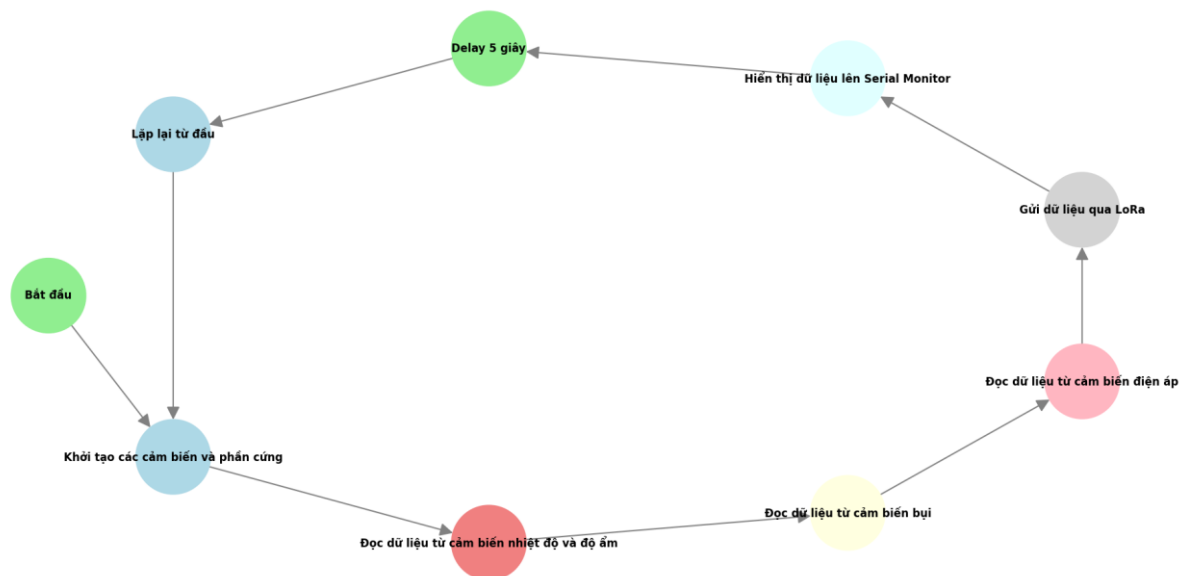 Delay 5 giây
Hiển thị dữ liệu lên Serial Monitor
Lặp lại từ đầu
Gửi dữ liệu qua LoRa
Bắt đầu
Đọc dữ liệu từ cảm biến điện áp
Khởi tạo các cảm biến và phần cứng
Đọc dữ liệu từ cảm biến bụi
Đọc dữ liệu từ cảm biến nhiệt độ và độ ẩm